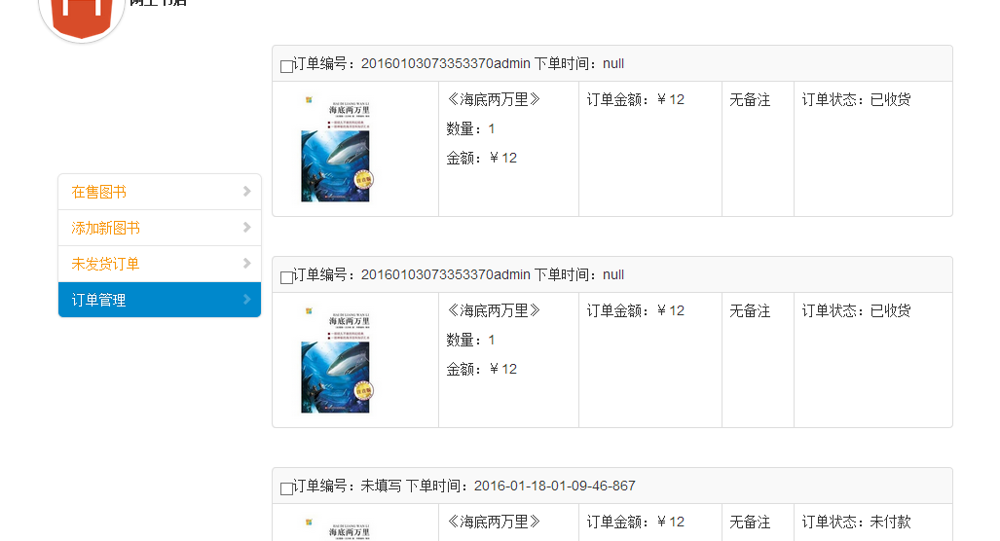 网上书店
在售图书
添加新图书
未发货订单
订单管理
订单编号：20160103073353370admin 下单时间：null
海底两万里
《海底两万里》
数量：1
金额：￥12
订单金额：￥12
无备注
订单状态：已收货
订单编号：20160103073353370admin 下单时间：null
海底两万里
《海底两万里》
数量：1
金额：￥12
订单金额：￥12
无备注
订单状态：已收货
订单编号：未填写 下单时间：2016-01-18-01-09-46-867
海底两万里
《海底两万里》
订单金额：￥12
无备注
订单状态：未付款